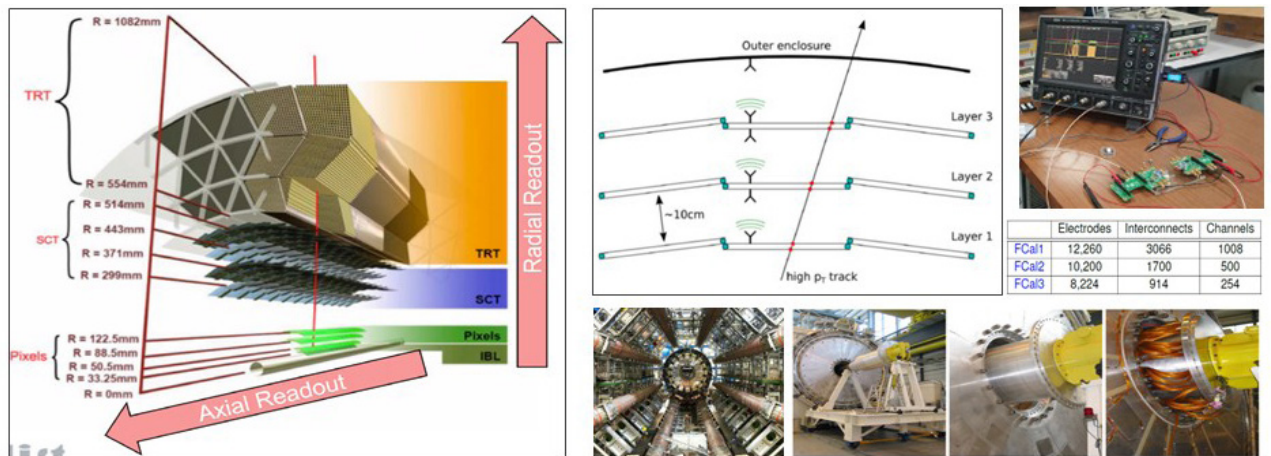 R = 1082mm
TRT
R = 554mm
R = 514mm
SCT
R = 443mm
R = 371mm
R = 299mm
R = 122.5mm
Pixels
R = 88.5mm
R = 50.5mm
R = 33.25mm
R = 0mm
TRT
SCT
Pixels
IBL
Axial Readout
Radial Readout
Outer enclosure
Layer 3
Layer 2
~10cm
Layer 1
high pT track
Electrodes Interconnects Channels
FCal1 12,260 3066 1008
FCal2 10,200 1700 500
FCal3 8,224 914 254